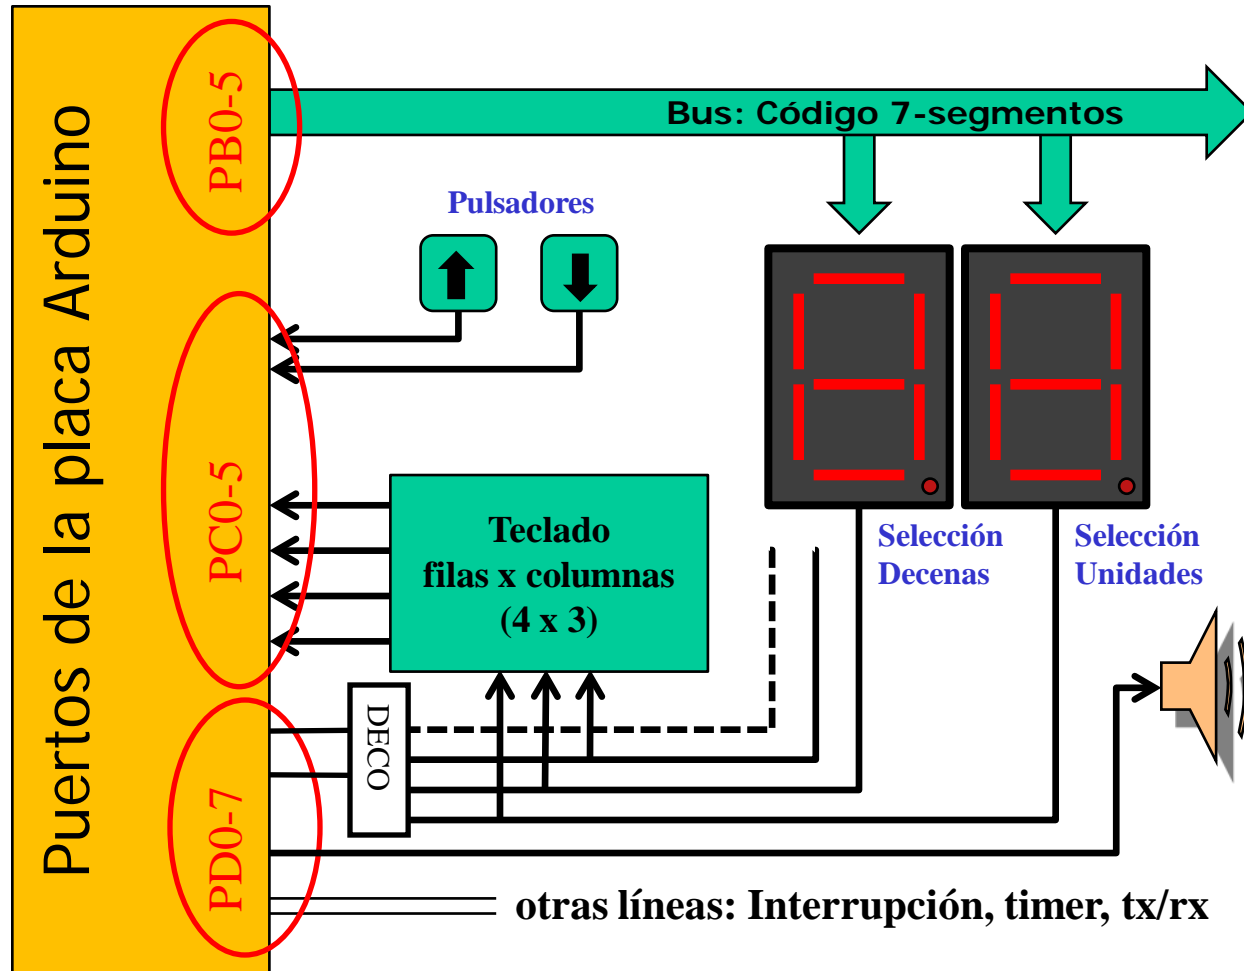 Puertos de la placa Arduino
PB0-5
Bus: Código 7-segmentos
Pulsadores
PC0-5
Teclado
filas x columnas
(4 x 3)
Selección
Decenas
Selección
Unidades
DECO
PD0-7
otras líneas: Interrupción, timer, tx/rx